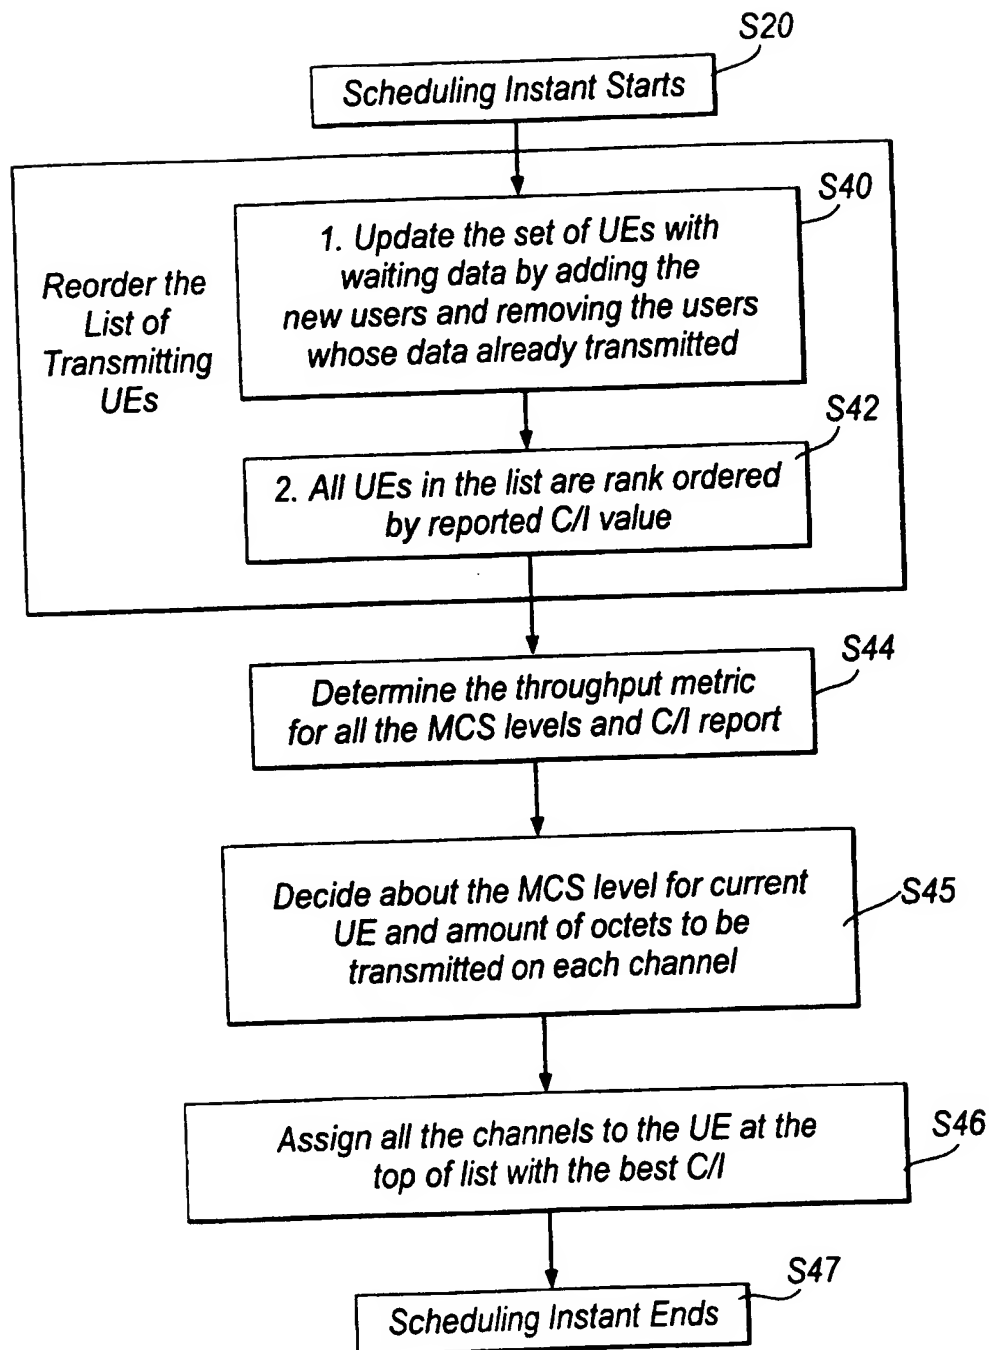 S20
Scheduling Instant Starts
Reorder the
List of
Transmitting
UEs
S40
1. Update the set of UEs with
waiting data by adding the
new users and removing the users
whose data already transmitted
S42
2. All UEs in the list are rank ordered
by reported C/I value
S44
Determine the throughput metric
for all the MCS levels and C/I report
Decide about the MCS level for current
UE and amount of octets to be
transmitted on each channel
S45
Assign all the channels to the UE at the
top of list with the best C/I
S46
S47
Scheduling Instant Ends